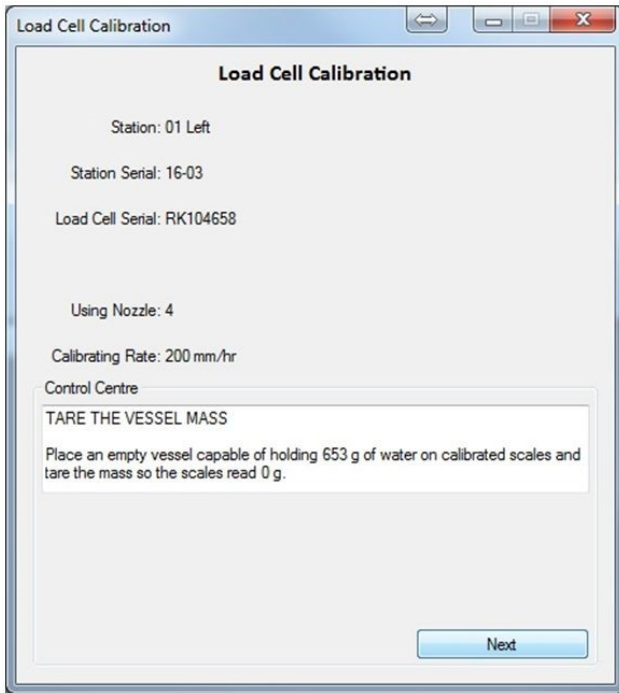 Load Cell Calibration
Load Cell Calibration
Station: 01 Left
Station Serial: 16-03
Load Cell Serial: RK104658
Using Nozzle: 4
Calibrating Rate: 200 mm/hr
Control Centre
TARE THE VESSEL MASS
Place an empty vessel capable of holding 653 g of water on calibrated scales and
tare the mass so the scales read 0 g.
Next